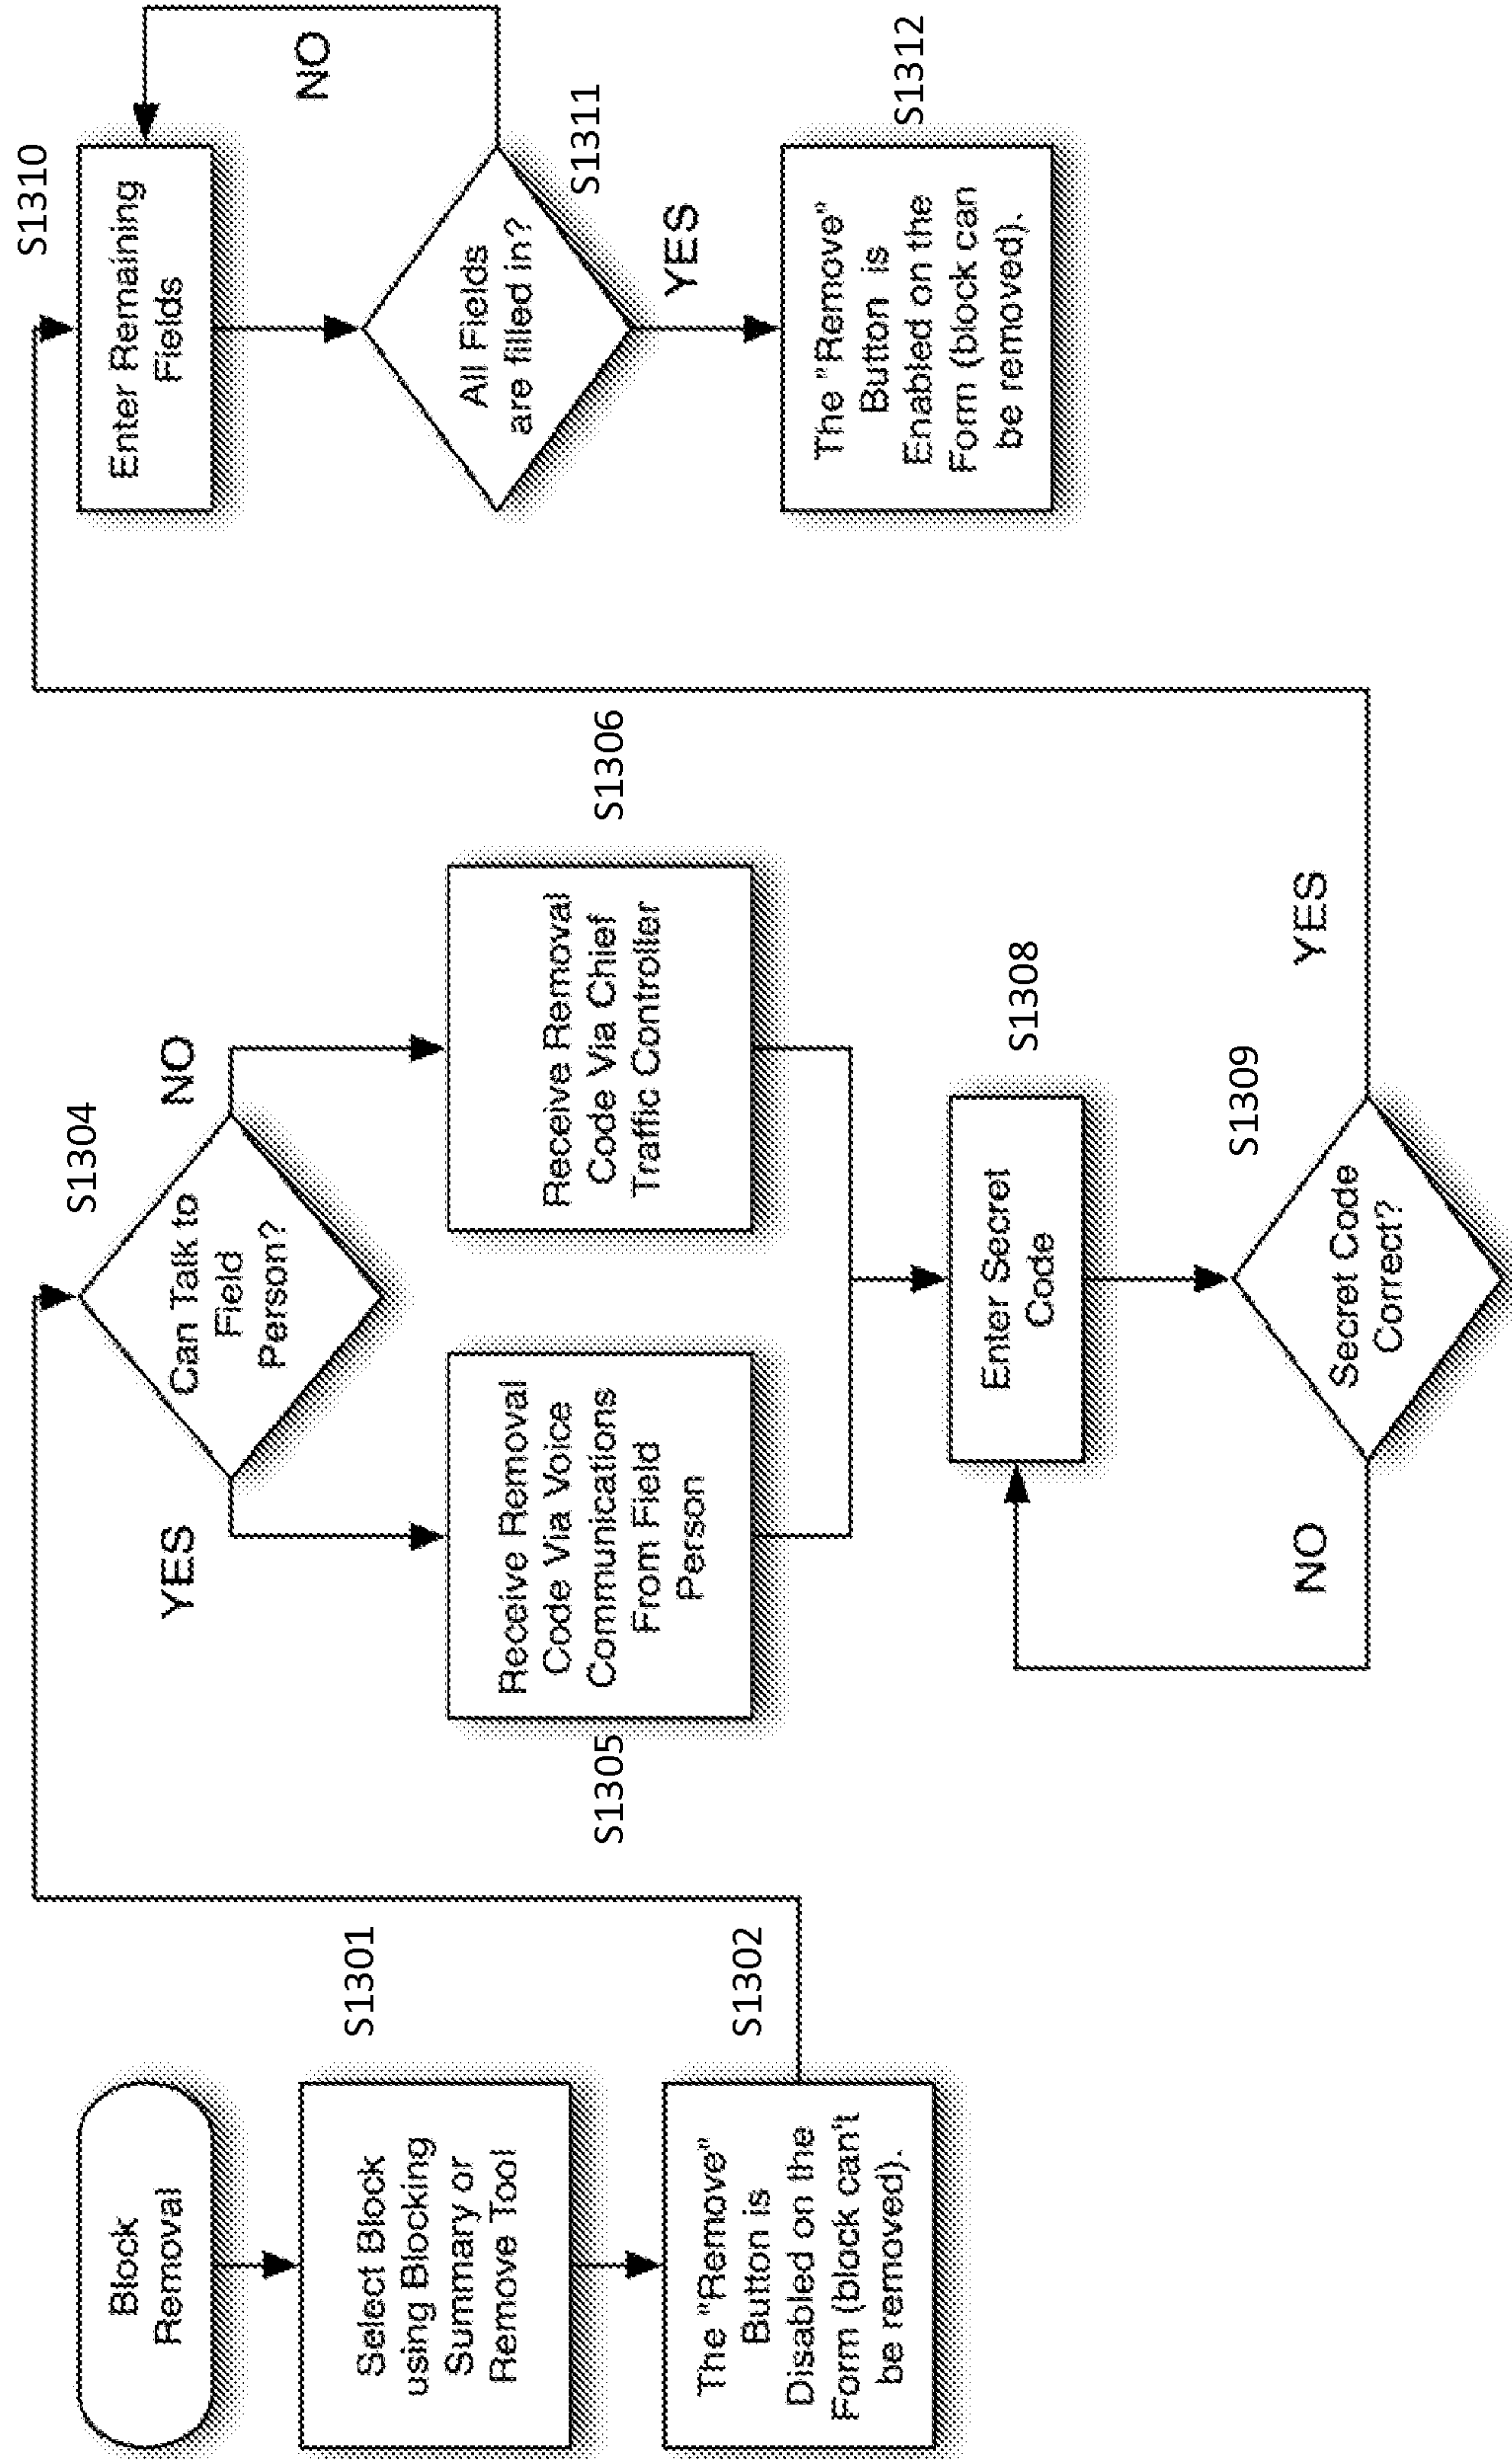 Block
Removal
S1301
Select Block
using Blocking
Summary or
Remove Tool
S1302
The "Remove"
Button is
Disabled on the
Form (block can't
be removed).
S1304
Can Talk to
Field
Person?
YES
NO
S1305
Receive Removal
Code Via Voice
Communications
From Field
Person
S1306
Receive Removal
Code Via Chief
Traffic Controller
S1308
Enter Secret
Code
S1309
Secret Code
Correct?
NO
YES
S1310
Enter Remaining
Fields
NO
S1311
All Fields
are filled in?
YES
S1312
The "Remove"
Button is
Enabled on the
Form (block can
be removed).